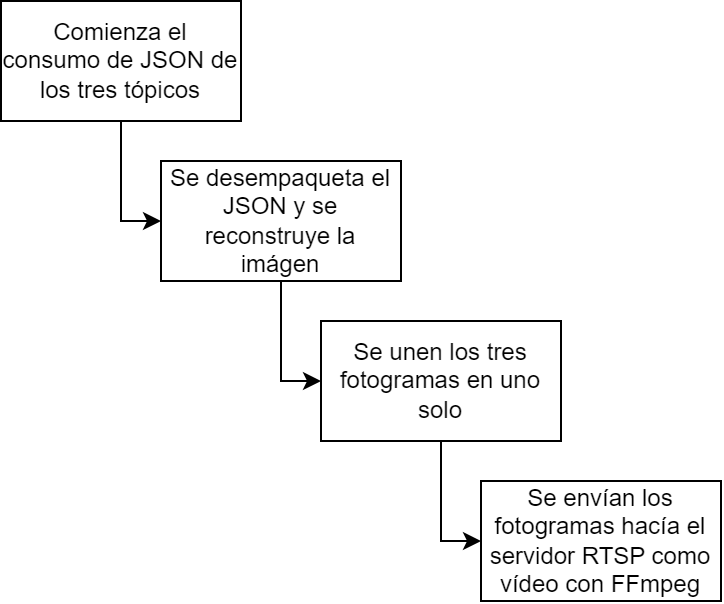 Comienza el
consumo de JSON de
los tres tópicos
Se desempaqueta el
JSON y se
reconstruye la
imágen
Se unen los tres
fotogramas en uno
solo
Se envían los
fotogramas hacía el
servidor RTSP como
vídeo con FFmpeg